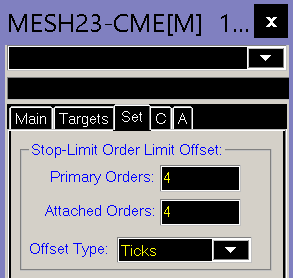 MESH23-CME[M] 1... x
Main Targets Set C A
Stop-Limit Order Limit Offset:
Primary Orders: 4
Attached Orders: 4
Offset Type: Ticks